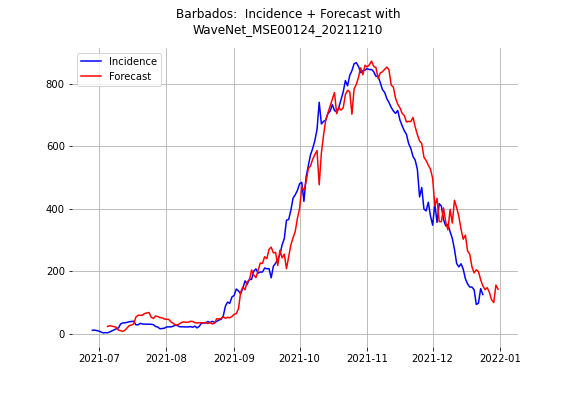 Barbados:  Incidence + Forecast with
WaveNet_MSE00124_20211210
Incidence
Forecast
800
600
400
200
0
2021-07 2021-08 2021-09 2021-10 2021-11 2021-12 2022-01